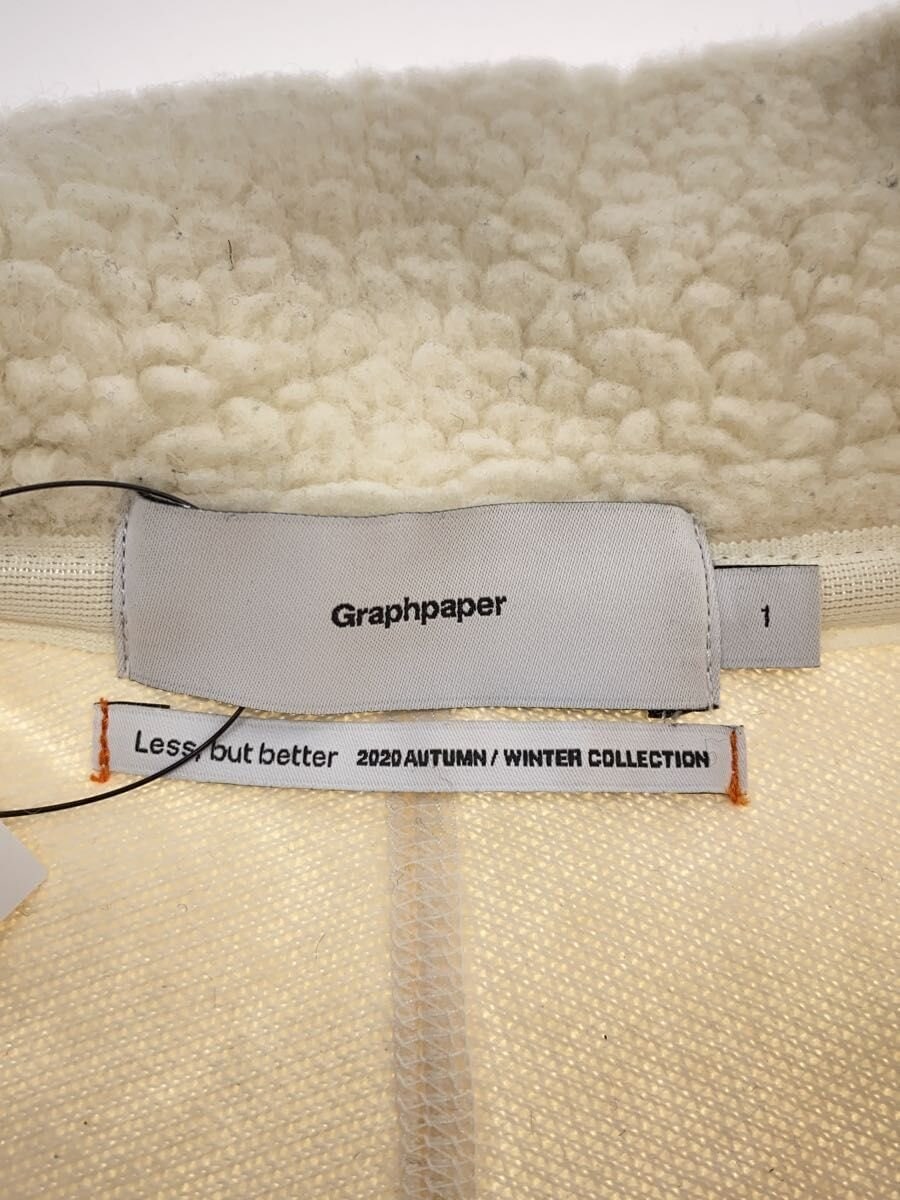 Graphpaper
1
Less, but better 2020 AUTUMN / WINTER COLLECTION